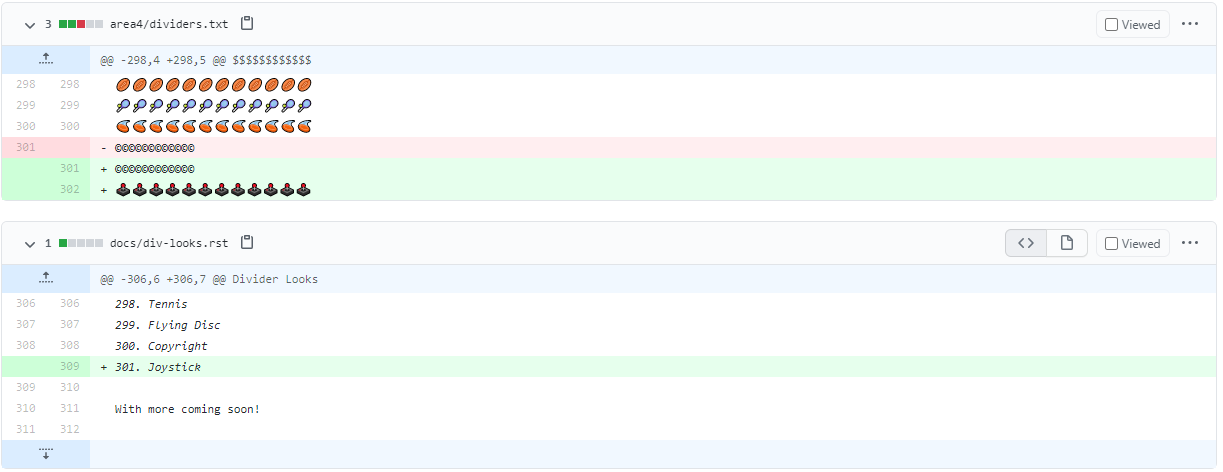 3 area4/dividers.txt Viewed
@@ -298,4 +298,5 @@ $$$$$$$$$$$$
298 298 🏉🏉🏉🏉🏉🏉🏉🏉🏉🏉🏉🏉
299 299 🎾🎾🎾🎾🎾🎾🎾🎾🎾🎾🎾🎾
300 300 🥏🥏🥏🥏🥏🥏🥏🥏🥏🥏🥏🥏
301 - ©©©©©©©©©©©©
301 + ©©©©©©©©©©©©
302 + 🕹🕹🕹🕹🕹🕹🕹🕹🕹🕹🕹🕹
1 docs/div-looks.rst <> Viewed
@@ -306,6 +306,7 @@ Divider Looks
306 306 298. Tennis
307 307 299. Flying Disc
308 308 300. Copyright
309 + 301. Joystick
309 310
310 311 With more coming soon!
311 312